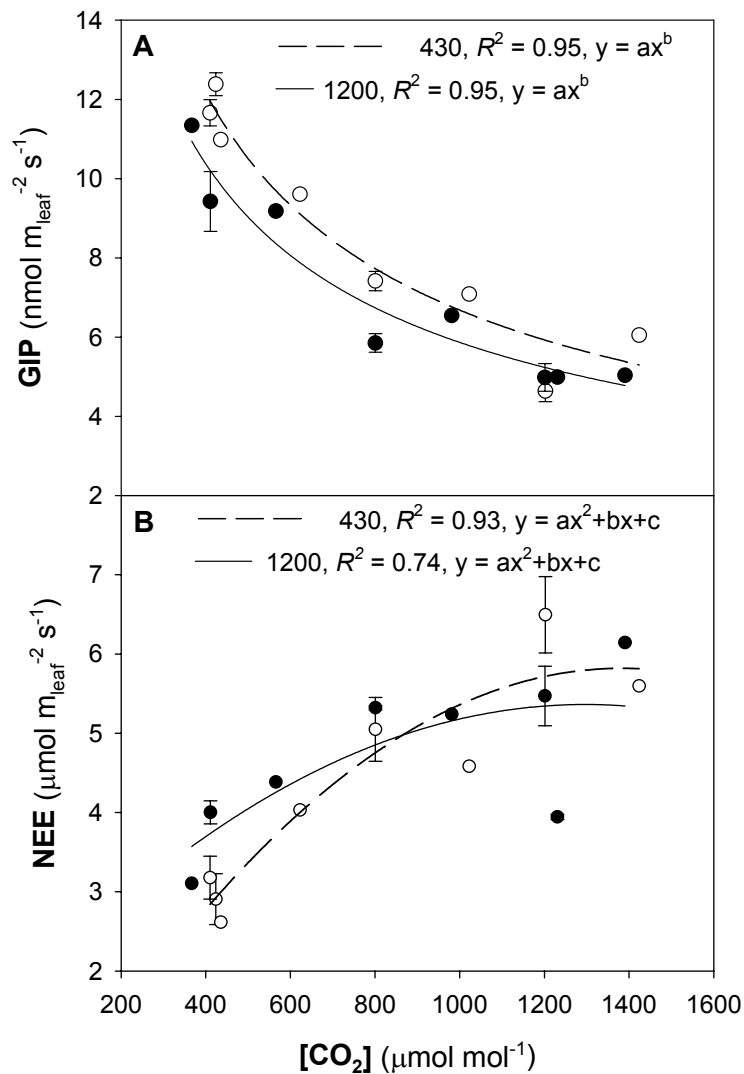 A
430, R² = 0.95, y = ax^b
1200, R² = 0.95, y = ax^b
14
12
10
8
6
4
2
GIP (nmol m_leaf^-2 s^-1)
B
430, R² = 0.93, y = ax²+bx+c
1200, R² = 0.74, y = ax²+bx+c
7
6
5
4
3
2
NEE (μmol m_leaf^-2 s^-1)
200 400 600 800 1000 1200 1400 1600
[CO₂] (μmol mol^-1)